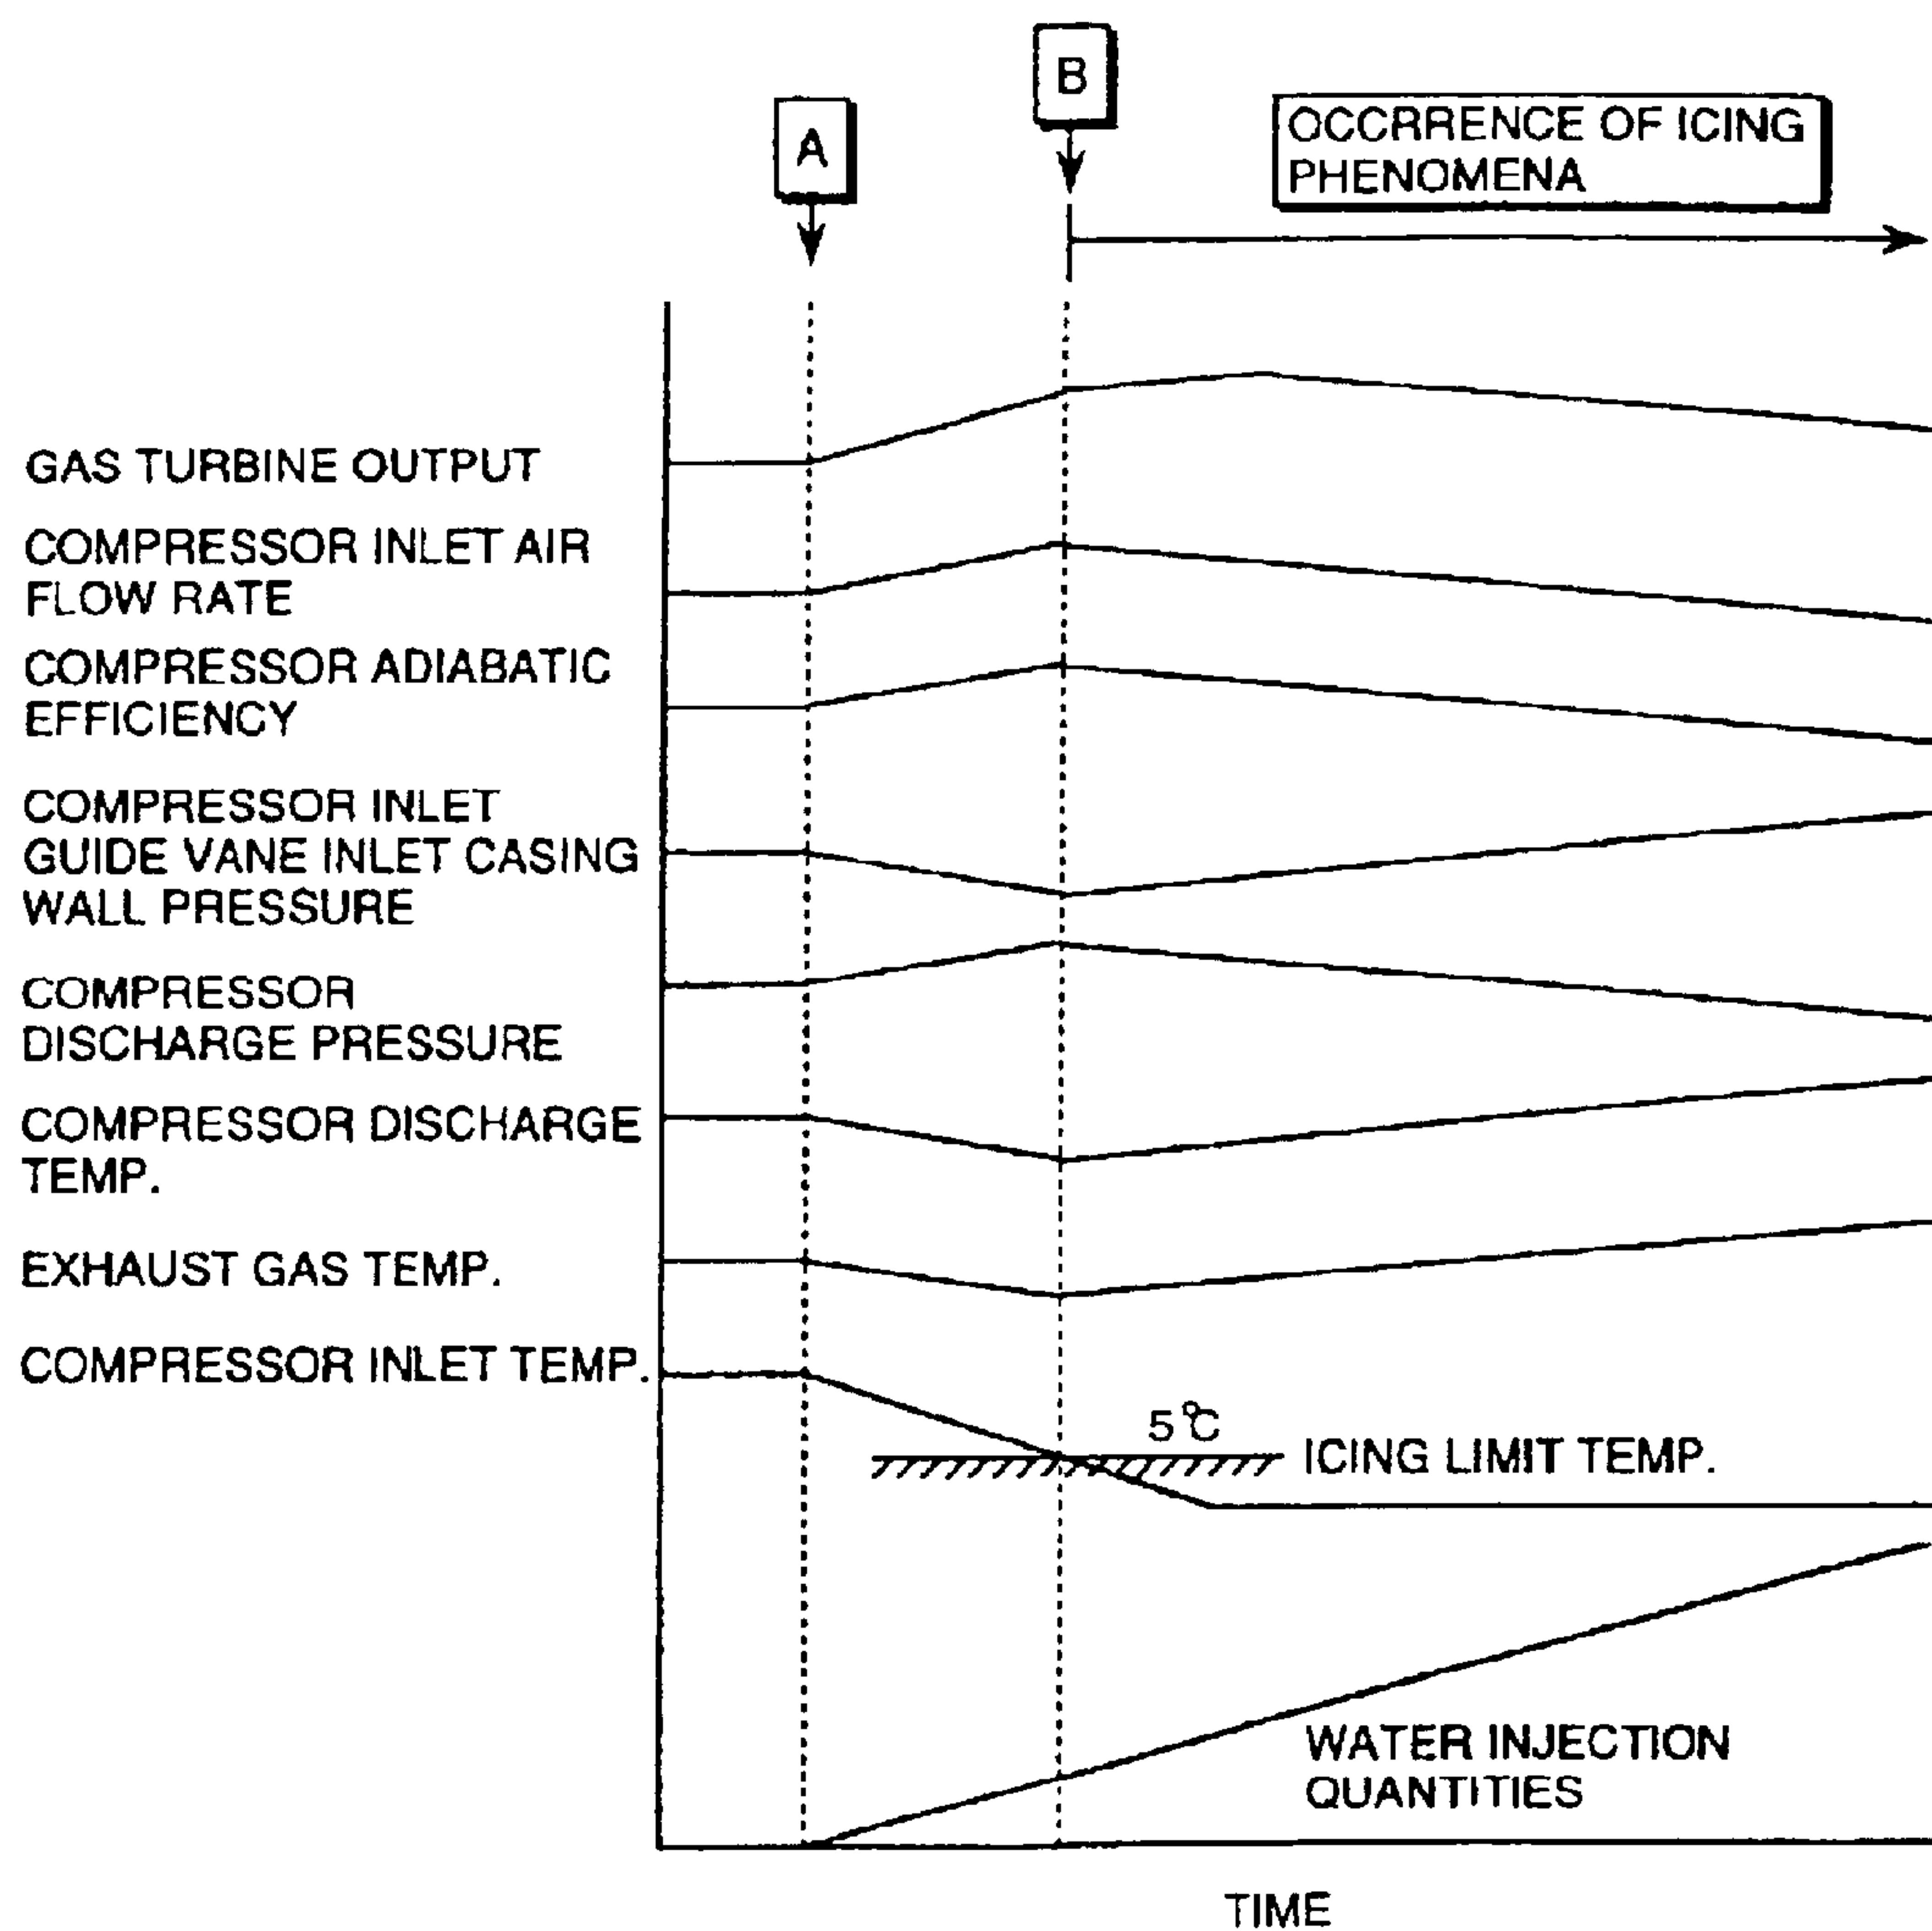 B
A
OCCRRENCE OF ICING
PHENOMENA
GAS TURBINE OUTPUT
COMPRESSOR INLET AIR
FLOW RATE
COMPRESSOR ADIABATIC
EFFICIENCY
COMPRESSOR INLET
GUIDE VANE INLET CASING
WALL PRESSURE
COMPRESSOR
DISCHARGE PRESSURE
COMPRESSOR DISCHARGE
TEMP.
EXHAUST GAS TEMP.
COMPRESSOR INLET TEMP.
5℃
ICING LIMIT TEMP.
WATER INJECTION
QUANTITIES
TIME